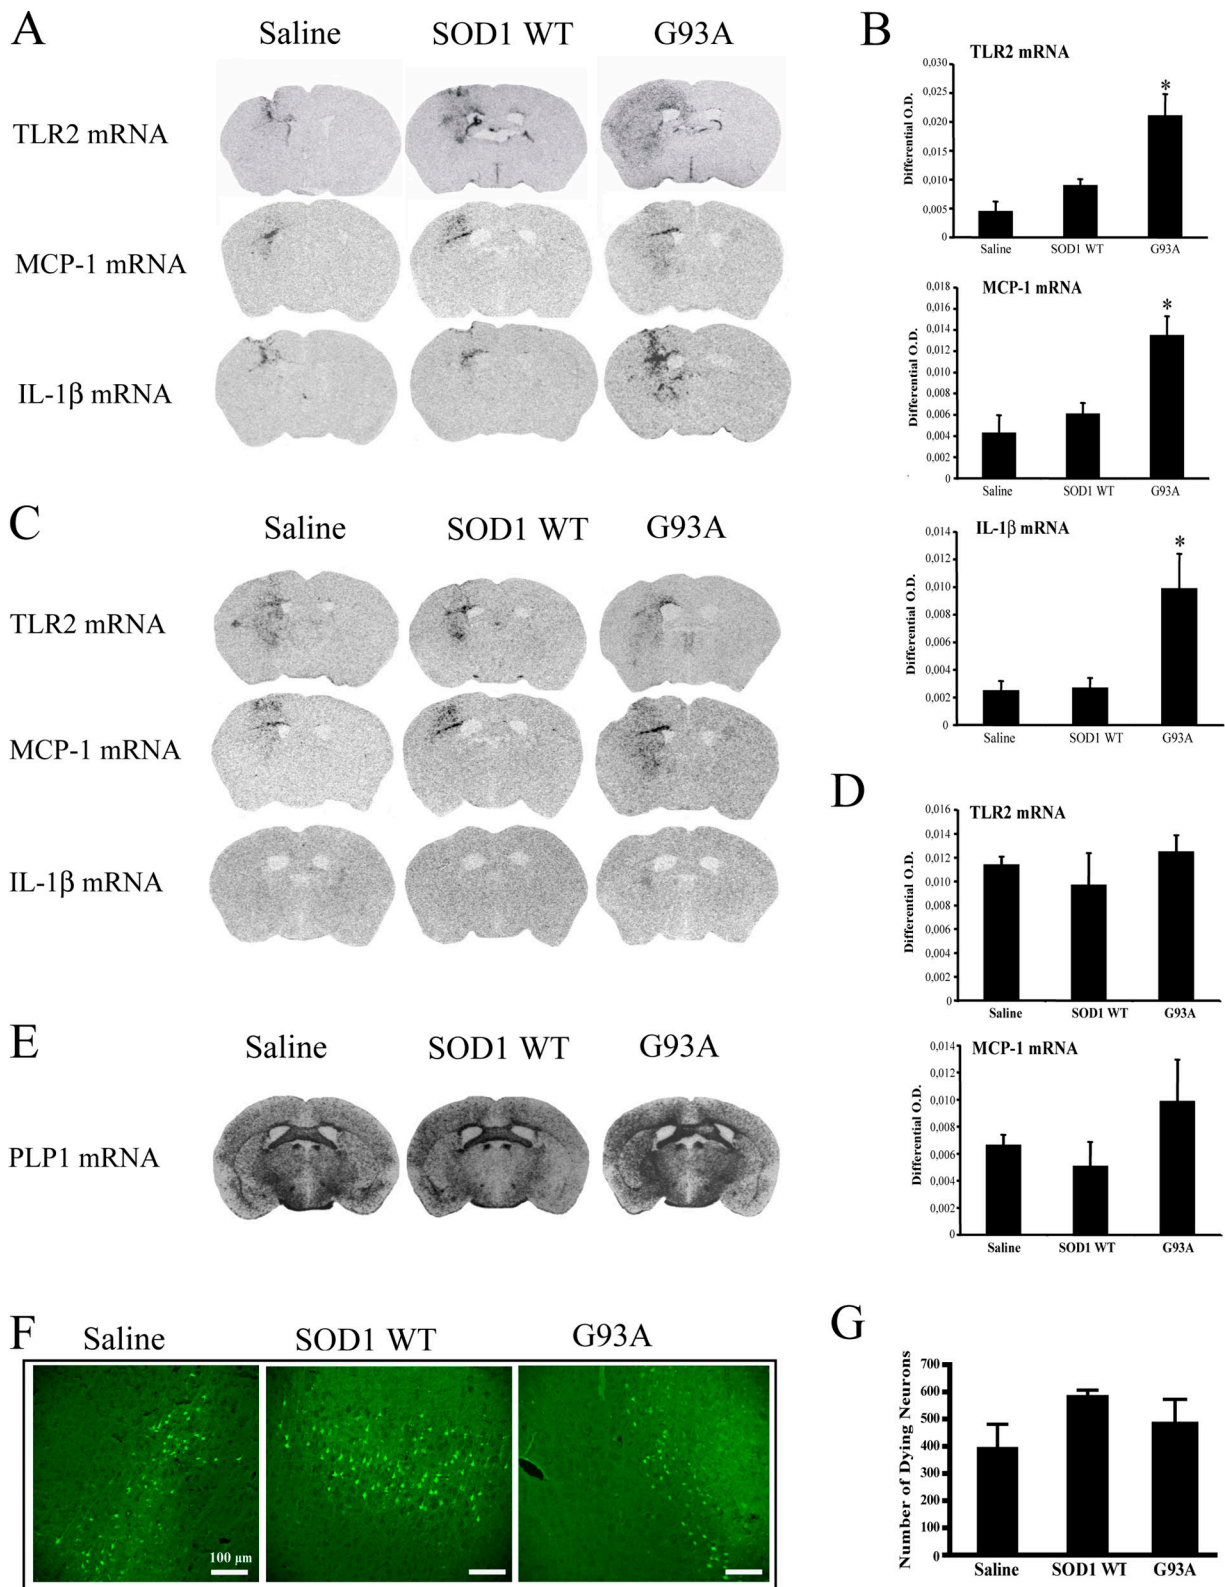 A
Saline SOD1 WT G93A
TLR2 mRNA
MCP-1 mRNA
IL-1β mRNA
B
TLR2 mRNA
Differential O.D.
0,030
0,025
0,020
0,010
0,005
0
*
Saline SOD1 WT G93A
MCP-1 mRNA
Differential O.D.
0,018
0,016
0,014
0,012
0,010
0,008
0,006
0,004
0,002
0
*
Saline SOD1 WT G93A
IL-1β mRNA
Differential O.D.
0,014
0,012
0,010
0,008
0,006
0,004
0,002
0
*
Saline SOD1 WT G93A
C
Saline SOD1 WT G93A
TLR2 mRNA
MCP-1 mRNA
IL-1β mRNA
D
TLR2 mRNA
Differential O.D.
0,016
0,014
0,012
0,010
0,008
0,006
0,004
0,002
0
Saline SOD1 WT G93A
MCP-1 mRNA
Differential O.D.
0,014
0,012
0,010
0,008
0,006
0,004
0,002
0
Saline SOD1 WT G93A
E
Saline SOD1 WT G93A
PLP1 mRNA
F
Saline SOD1 WT G93A
100 µm
G
Number of Dying Neurons
700
600
500
400
300
200
100
0
Saline SOD1 WT G93A